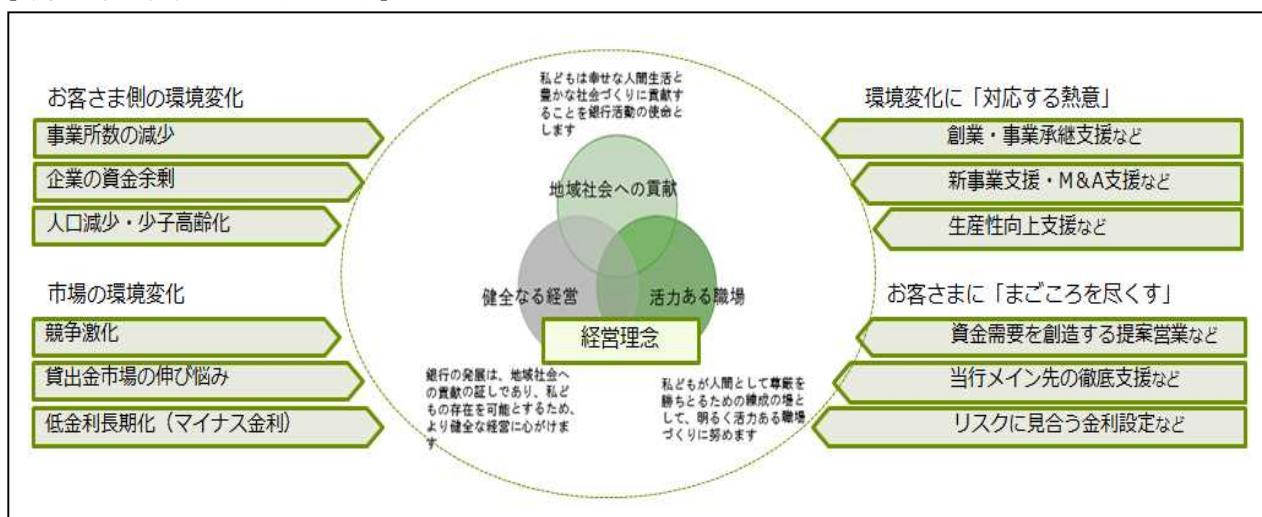 お客さま側の環境変化
事業所数の減少
企業の資金余剰
人口減少・少子高齢化
市場の環境変化
競争激化
貸出金市場の伸び悩み
低金利長期化（マイナス金利）
私どもは幸せな人間生活と
豊かな社会づくりに貢献す
ることを銀行活動の使命と
します
地域社会への貢献
健全なる経営
活力ある職場
経営理念
銀行の発展は、地域社会へ
の貢献の証しであり、私ど
もの存在を可能とするため、
より健全な経営に心がけま
す
私どもが人間として尊厳を
勝ちとるための練成の場と
して、明るく活力ある職場
づくりに努めます
環境変化に「対応する熱意」
創業・事業承継支援など
新事業支援・M&A支援など
生産性向上支援など
お客さまに「まごころを尽くす」
資金需要を創造する提案営業など
当行メイン先の徹底支援など
リスクに見合う金利設定など